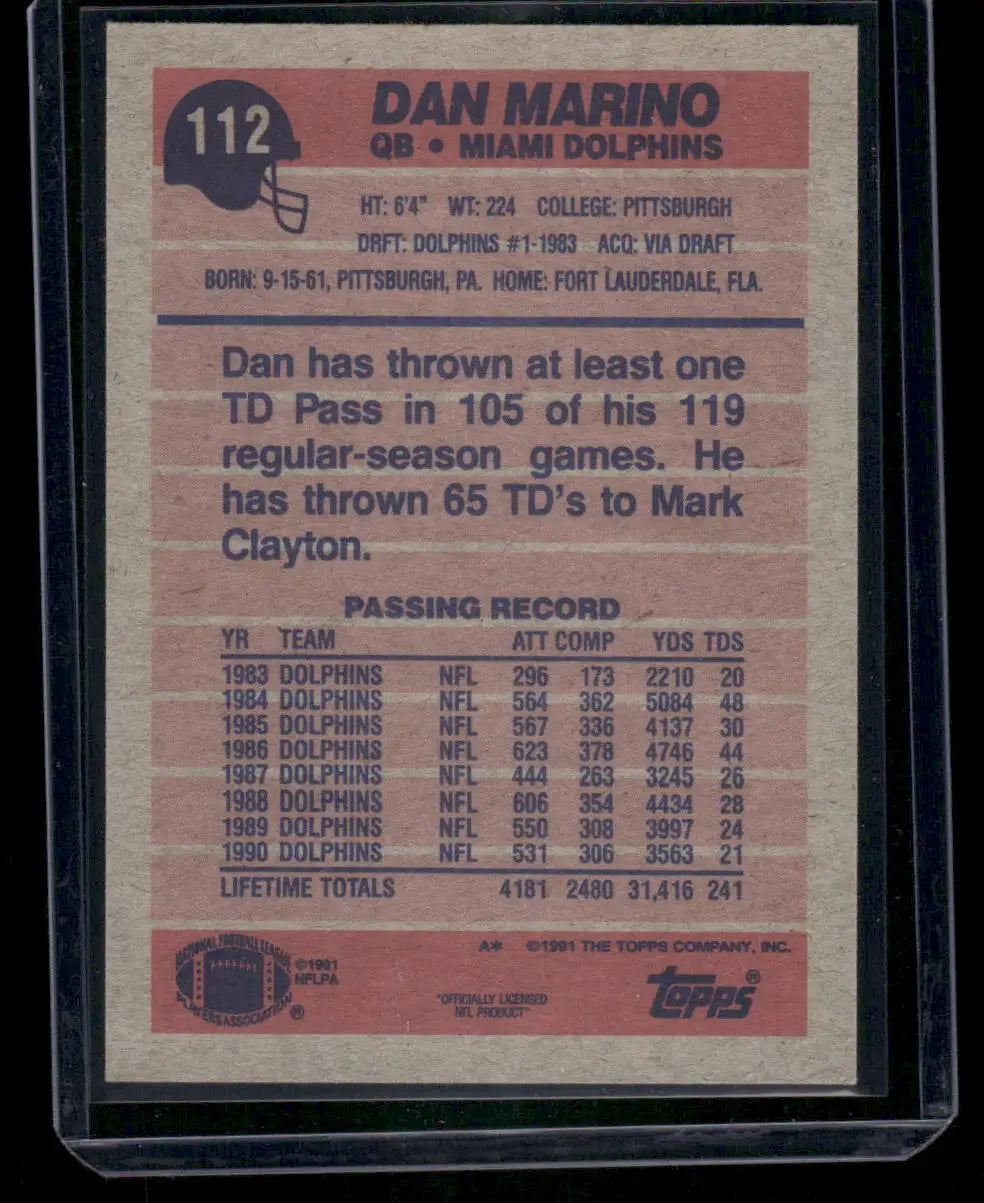 112
DAN MARINO
QB • MIAMI DOLPHINS
HT: 6'4" WT: 224 COLLEGE: PITTSBURGH
DRFT: DOLPHINS #1-1983 ACQ: VIA DRAFT
BORN: 9-15-61, PITTSBURGH, PA. HOME: FORT LAUDERDALE, FLA.
Dan has thrown at least one
TD Pass in 105 of his 119
regular-season games. He
has thrown 65 TD's to Mark
Clayton.
PASSING RECORD
YR TEAM ATT COMP YDS TDS
1983 DOLPHINS NFL 296 173 2210 20
1984 DOLPHINS NFL 564 362 5084 48
1985 DOLPHINS NFL 567 336 4137 30
1986 DOLPHINS NFL 623 378 4746 44
1987 DOLPHINS NFL 444 263 3245 26
1988 DOLPHINS NFL 606 354 4434 28
1989 DOLPHINS NFL 550 308 3997 24
1990 DOLPHINS NFL 531 306 3563 21
LIFETIME TOTALS 4181 2480 31,416 241
A* ©1991 THE TOPPS COMPANY, INC.
NATIONAL FOOTBALL LEAGUE
PLAYERS ASSOCIATION ®
©1991
NFLPA
"OFFICIALLY LICENSED
NFL PRODUCT"
topps®